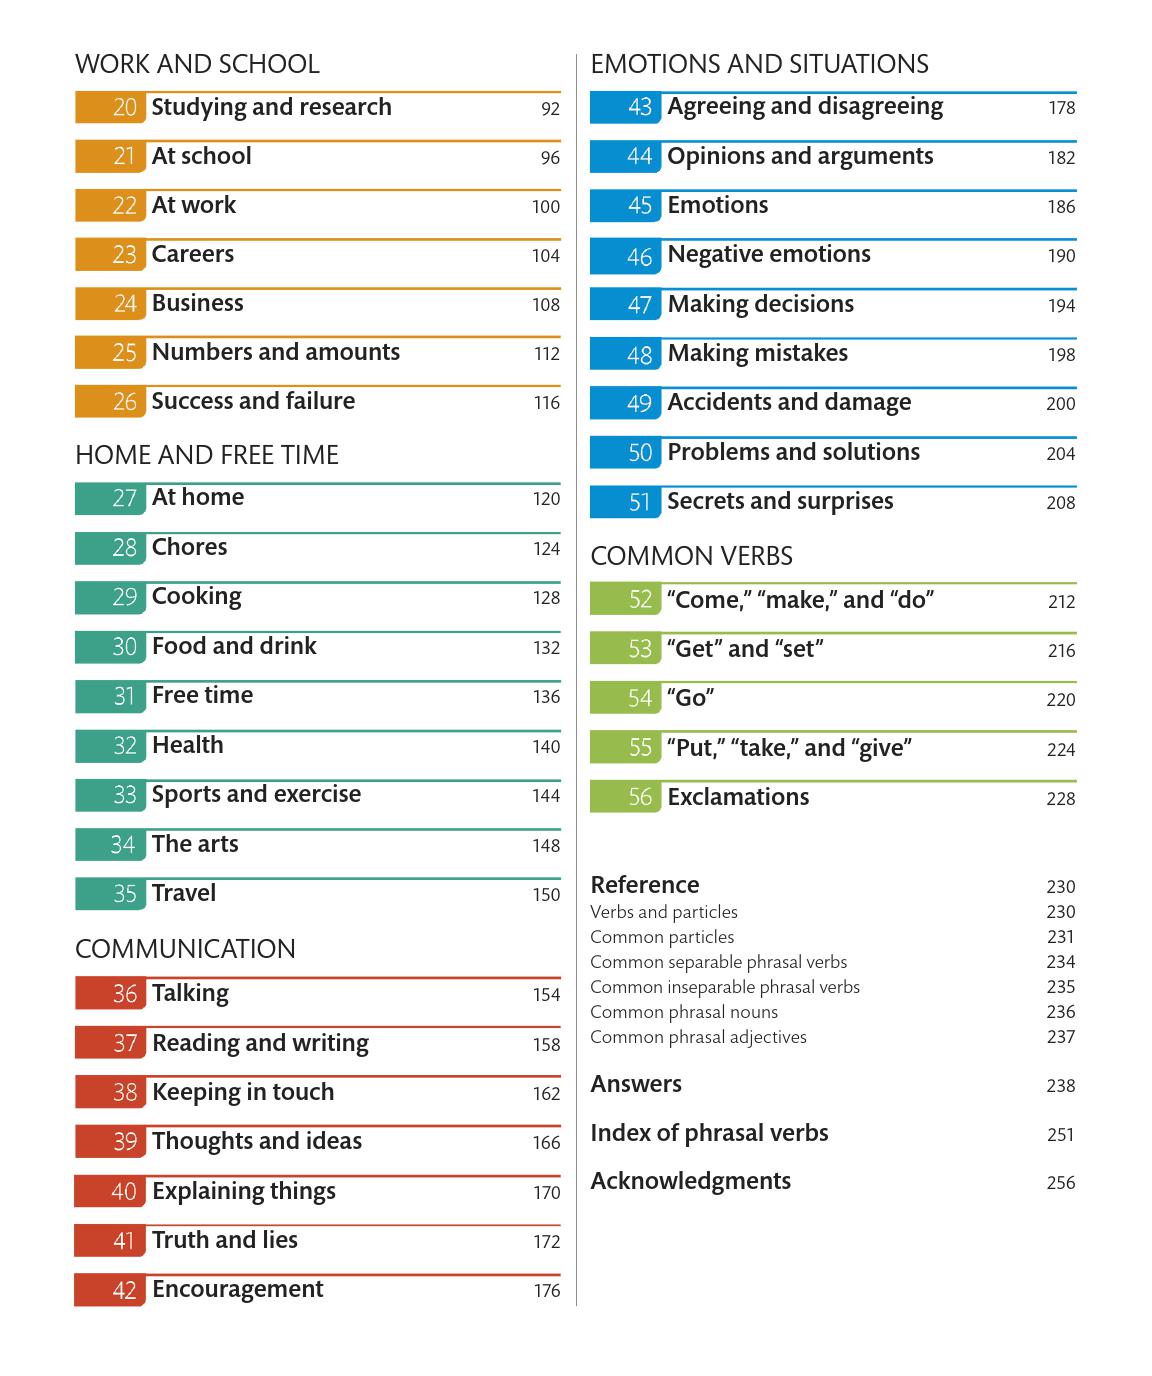 WORK AND SCHOOL
20 Studying and research 92
21 At school 96
22 At work 100
23 Careers 104
24 Business 108
25 Numbers and amounts 112
26 Success and failure 116
HOME AND FREE TIME
27 At home 120
28 Chores 124
29 Cooking 128
30 Food and drink 132
31 Free time 136
32 Health 140
33 Sports and exercise 144
34 The arts 148
35 Travel 150
COMMUNICATION
36 Talking 154
37 Reading and writing 158
38 Keeping in touch 162
39 Thoughts and ideas 166
40 Explaining things 170
41 Truth and lies 172
42 Encouragement 176
EMOTIONS AND SITUATIONS
43 Agreeing and disagreeing 178
44 Opinions and arguments 182
45 Emotions 186
46 Negative emotions 190
47 Making decisions 194
48 Making mistakes 198
49 Accidents and damage 200
50 Problems and solutions 204
51 Secrets and surprises 208
COMMON VERBS
52 “Come,” “make,” and “do” 212
53 “Get” and “set” 216
54 “Go” 220
55 “Put,” “take,” and “give” 224
56 Exclamations 228
Reference 230
Verbs and particles 230
Common particles 231
Common separable phrasal verbs 234
Common inseparable phrasal verbs 235
Common phrasal nouns 236
Common phrasal adjectives 237
Answers 238
Index of phrasal verbs 251
Acknowledgments 256